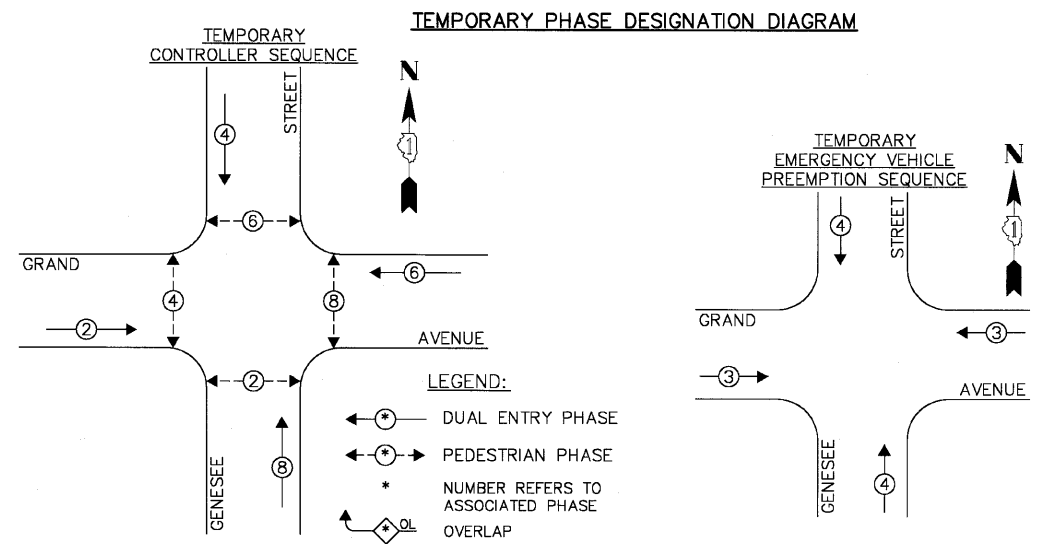 TEMPORARY PHASE DESIGNATION DIAGRAM
TEMPORARY
CONTROLLER SEQUENCE
STREET
N
1
4
6
GRAND
6
4
8
2
AVENUE
2
8
GENESEE
LEGEND:
* DUAL ENTRY PHASE
* PEDESTRIAN PHASE
* NUMBER REFERS TO
ASSOCIATED PHASE
* OL OVERLAP
TEMPORARY
EMERGENCY VEHICLE
PREEMPTION SEQUENCE
N
1
4
STREET
GRAND
3
3
AVENUE
GENESEE
4